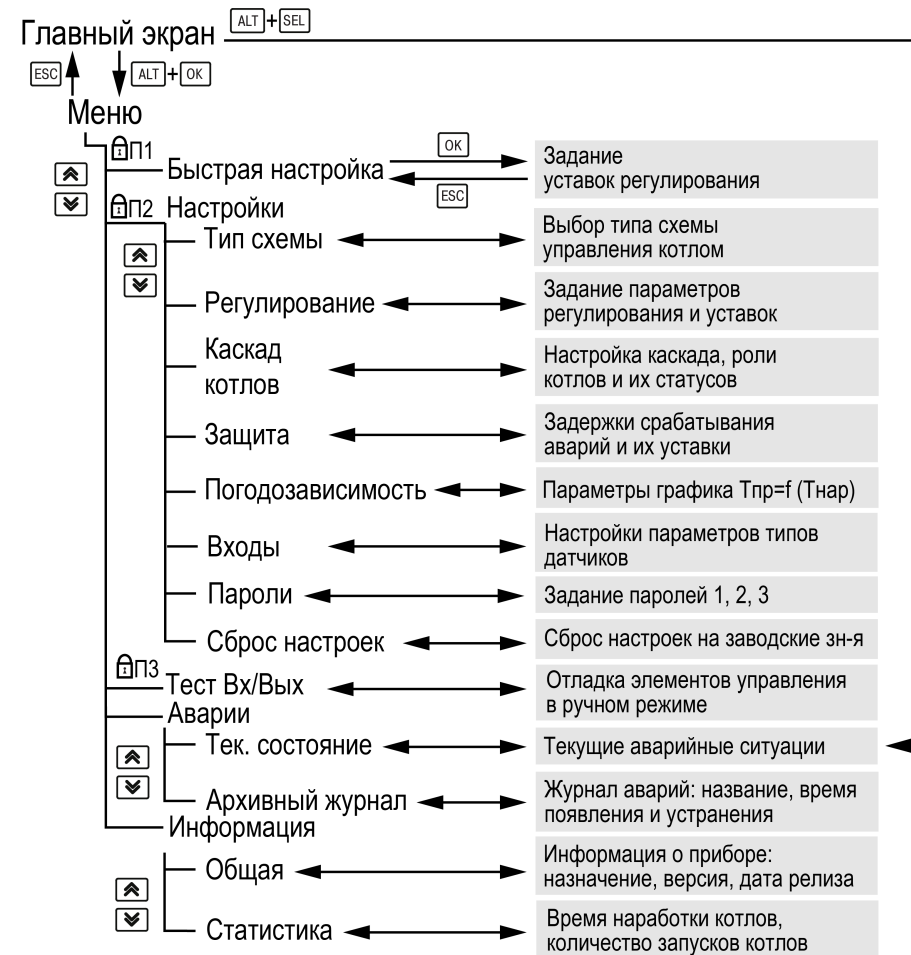 Главный экран ALT+SEL
ESC ALT+OK
Меню
П1
Быстрая настройка
OK
ESC
Задание
уставок регулирования
П2 Настройки
Тип схемы
Выбор типа схемы
управления котлом
Регулирование
Задание параметров
регулирования и уставок
Каскад
котлов
Настройка каскада, роли
котлов и их статусов
Защита
Задержки срабатывания
аварий и их уставки
Погодозависимость
Параметры графика Тпр=f (Тнар)
Входы
Настройки параметров типов
датчиков
Пароли
Задание паролей 1, 2, 3
Сброс настроек
Сброс настроек на заводские зн-я
П3
Тест Вх/Вых
Отладка элементов управления
в ручном режиме
Аварии
Тек. состояние
Текущие аварийные ситуации
Архивный журнал
Журнал аварий: название, время
появления и устранения
Информация
Общая
Информация о приборе:
назначение, версия, дата релиза
Статистика
Время наработки котлов,
количество запусков котлов